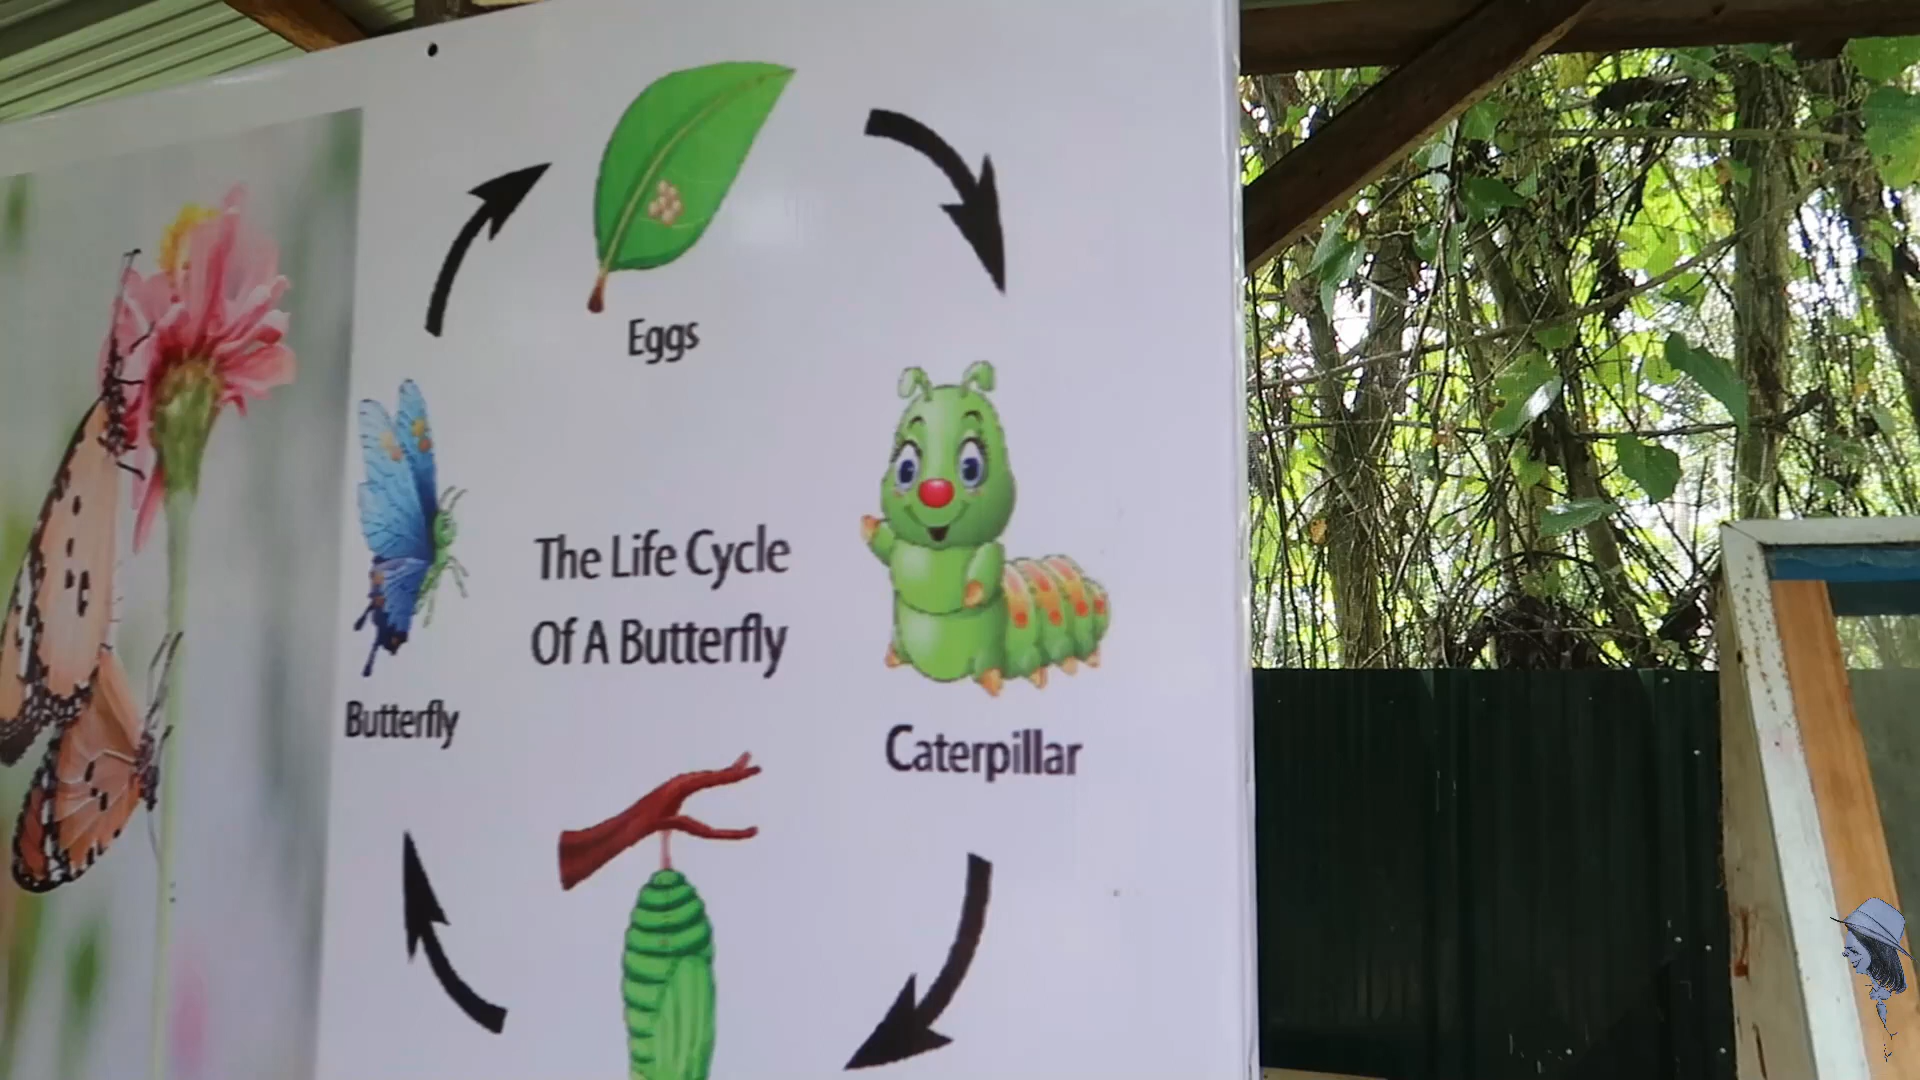 Eggs
The Life Cycle
Of A Butterfly
Butterfly
Caterpillar